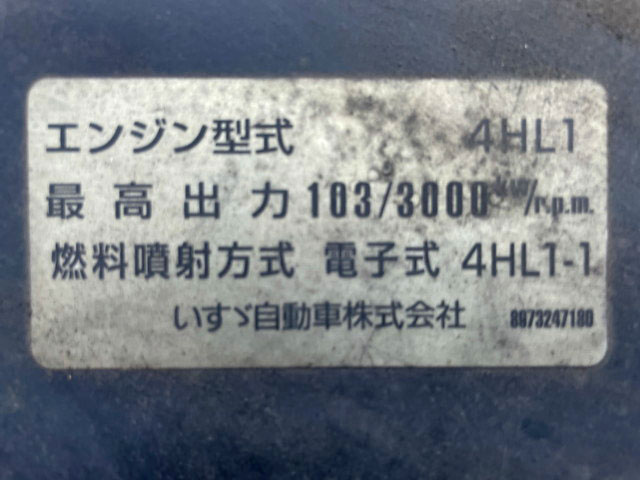 エンジン型式 4HL1
最高出力 103/3000 kW/r.p.m.
燃料噴射方式 電子式 4HL1-1
いすゞ自動車株式会社 8973247180